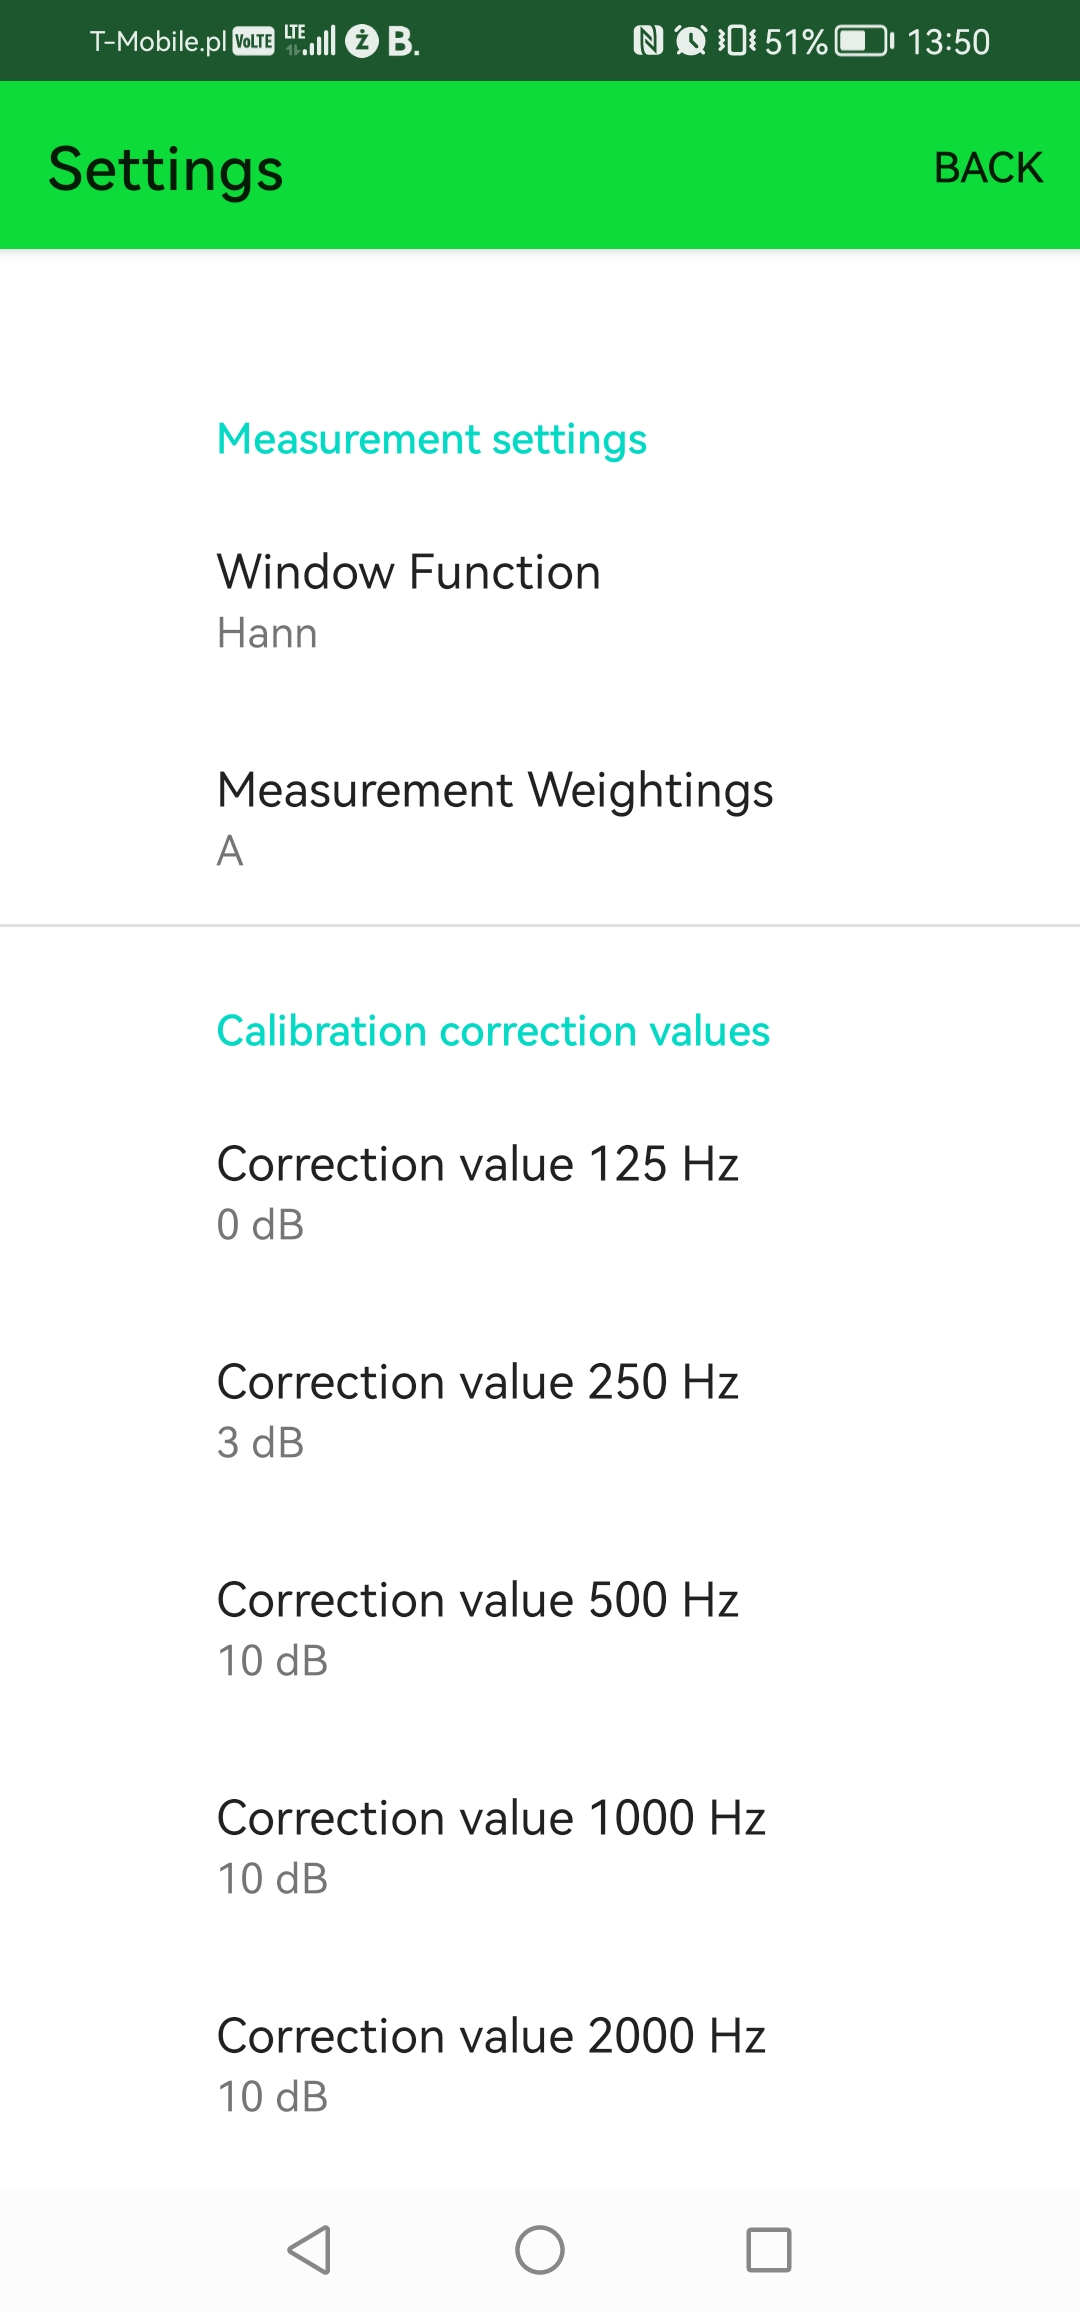 T-Mobile.pl VoLTE LTE ż B. 51% 13:50
Settings BACK
Measurement settings
Window Function
Hann
Measurement Weightings
A
Calibration correction values
Correction value 125 Hz
0 dB
Correction value 250 Hz
3 dB
Correction value 500 Hz
10 dB
Correction value 1000 Hz
10 dB
Correction value 2000 Hz
10 dB